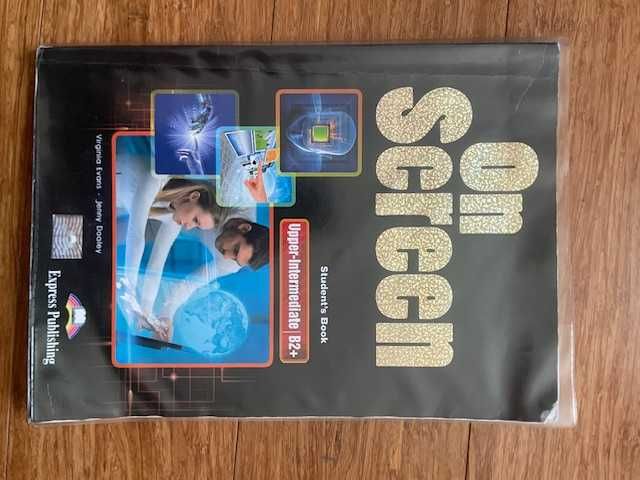 on
screen
Student's Book
Upper-Intermediate B2+
Virginia Evans - Jenny Dooley
Express Publishing